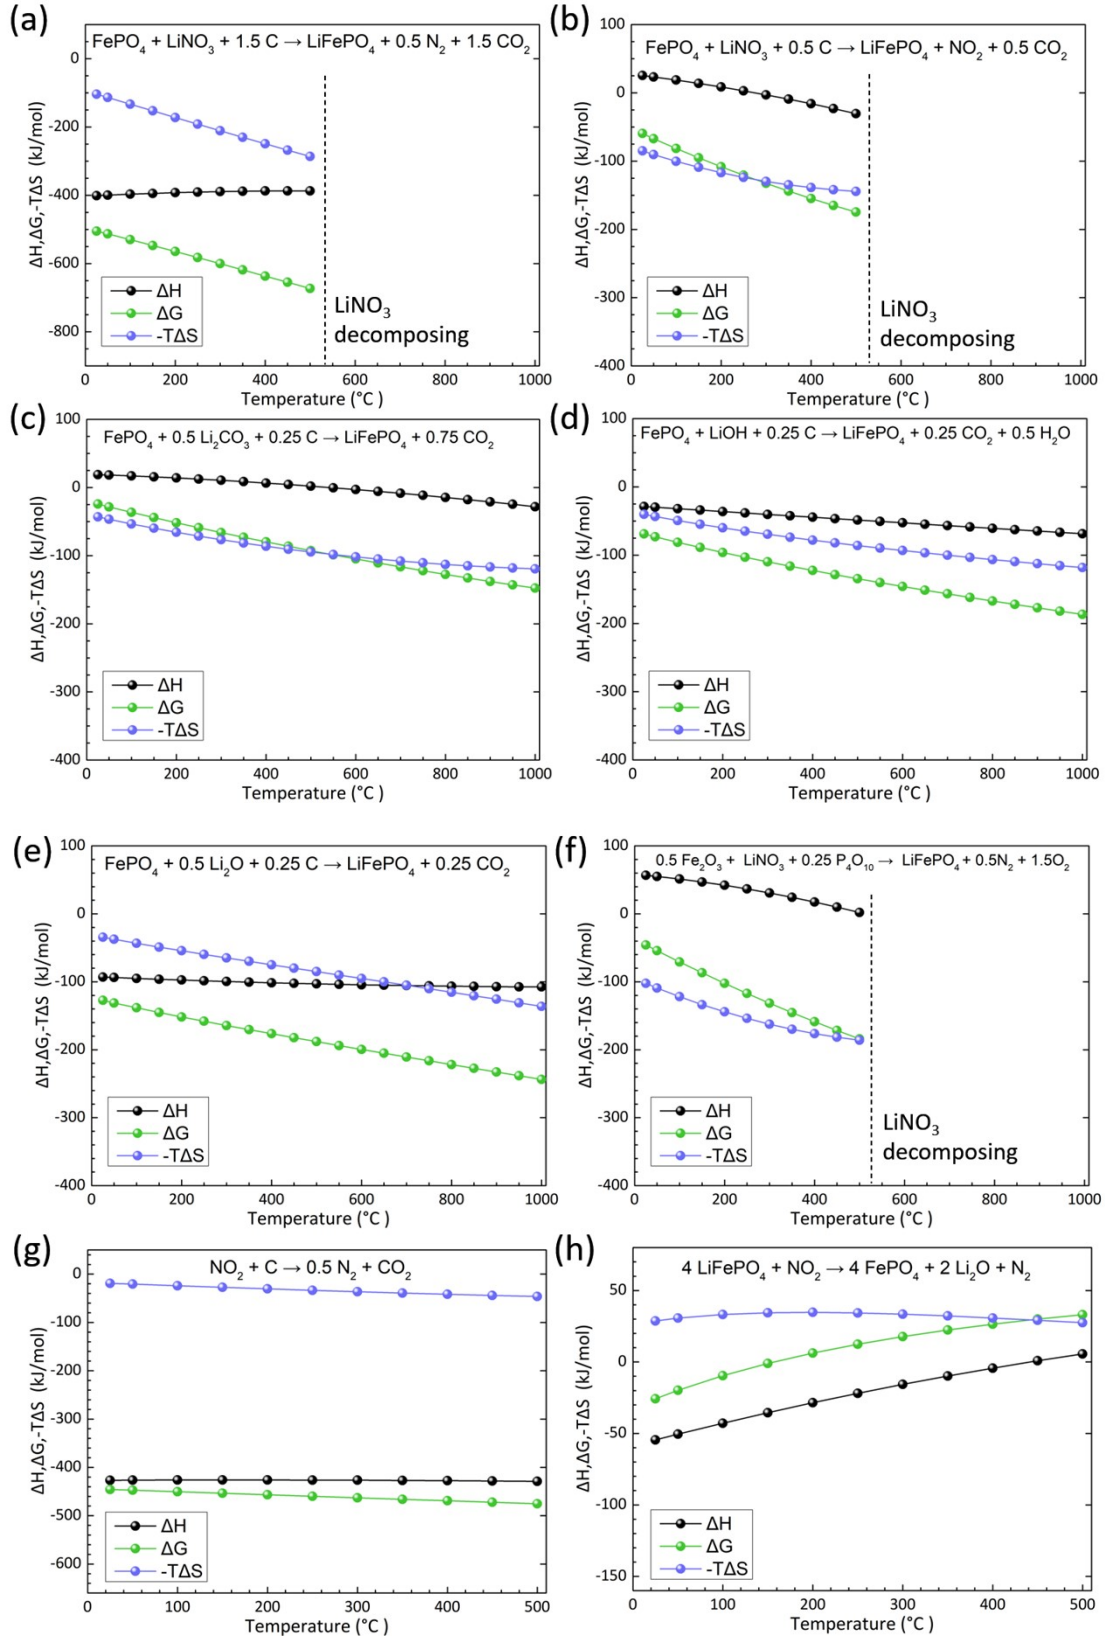 (a)
FePO₄ + LiNO₃ + 1.5 C → LiFePO₄ + 0.5 N₂ + 1.5 CO₂
0
-200
-400
-600
-800
ΔH,ΔG,-TΔS (kJ/mol)
ΔH
ΔG
-TΔS
LiNO₃
decomposing
0 200 400 600 800 1000
Temperature (°C )
(b)
FePO₄ + LiNO₃ + 0.5 C → LiFePO₄ + NO₂ + 0.5 CO₂
100
0
-100
-200
-300
-400
ΔH,ΔG,-TΔS (kJ/mol)
ΔH
ΔG
-TΔS
LiNO₃
decomposing
0 200 400 600 800 1000
Temperature (°C )
(c)
FePO₄ + 0.5 Li₂CO₃ + 0.25 C → LiFePO₄ + 0.75 CO₂
100
0
-100
-200
-300
-400
ΔH,ΔG,-TΔS (kJ/mol)
ΔH
ΔG
-TΔS
0 200 400 600 800 1000
Temperature (°C )
(d)
FePO₄ + LiOH + 0.25 C → LiFePO₄ + 0.25 CO₂ + 0.5 H₂O
100
0
-100
-200
-300
-400
ΔH,ΔG,-TΔS (kJ/mol)
ΔH
ΔG
-TΔS
0 200 400 600 800 1000
Temperature (°C )
(e)
FePO₄ + 0.5 Li₂O + 0.25 C → LiFePO₄ + 0.25 CO₂
100
0
-100
-200
-300
-400
ΔH,ΔG,-TΔS (kJ/mol)
ΔH
ΔG
-TΔS
0 200 400 600 800 1000
Temperature (°C )
(f)
0.5 Fe₂O₃ + LiNO₃ + 0.25 P₄O₁₀ → LiFePO₄ + 0.5N₂ + 1.5O₂
100
0
-100
-200
-300
-400
ΔH,ΔG,-TΔS (kJ/mol)
ΔH
ΔG
-TΔS
LiNO₃
decomposing
0 200 400 600 800 1000
Temperature (°C )
(g)
NO₂ + C → 0.5 N₂ + CO₂
0
-100
-200
-300
-400
-500
-600
ΔH,ΔG,-TΔS (kJ/mol)
ΔH
ΔG
-TΔS
0 100 200 300 400 500
Temperature (°C )
(h)
4 LiFePO₄ + NO₂ → 4 FePO₄ + 2 Li₂O + N₂
50
0
-50
-100
-150
ΔH,ΔG,-TΔS (kJ/mol)
ΔH
ΔG
-TΔS
0 100 200 300 400 500
Temperature (°C )